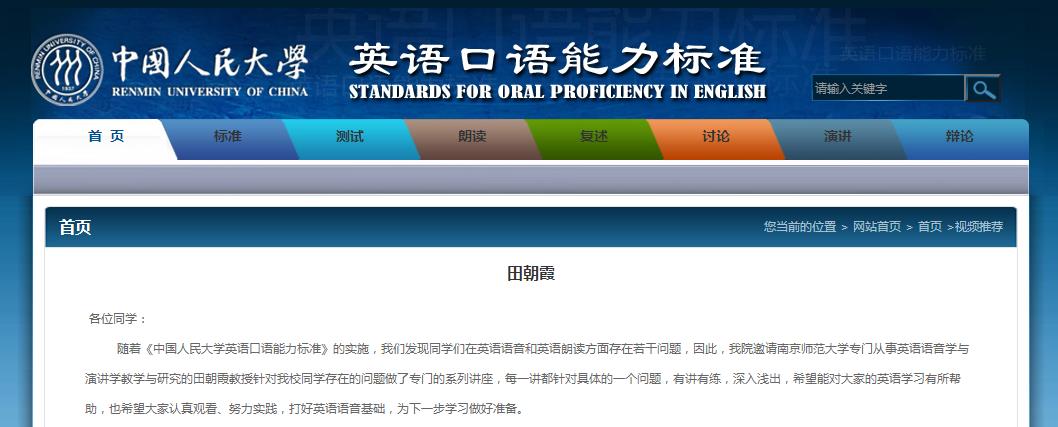 英语口语能力标准
中國人民大學
RENMIN UNIVERSITY OF CHINA
英语口语能力标准
STANDARDS FOR ORAL PROFICIENCY IN ENGLISH
英语口语能力标准
请输入关键字
首 页 标准 测试 朗读 复述 讨论 演讲 辩论
首页
您当前的位置 > 网站首页 > 首页 >视频推荐
田朝霞
各位同学：
随着《中国人民大学英语口语能力标准》的实施，我们发现同学们在英语语音和英语朗读方面存在若干问题，因此，我院邀请南京师范大学专门从事英语语音学与
演讲学教学与研究的田朝霞教授针对我校同学存在的问题做了专门的系列讲座，每一讲都针对具体的一个问题，有讲有练，深入浅出，希望能对大家的英语学习有所帮
助，也希望大家认真观看、努力实践，打好英语语音基础，为下一步学习做好准备。